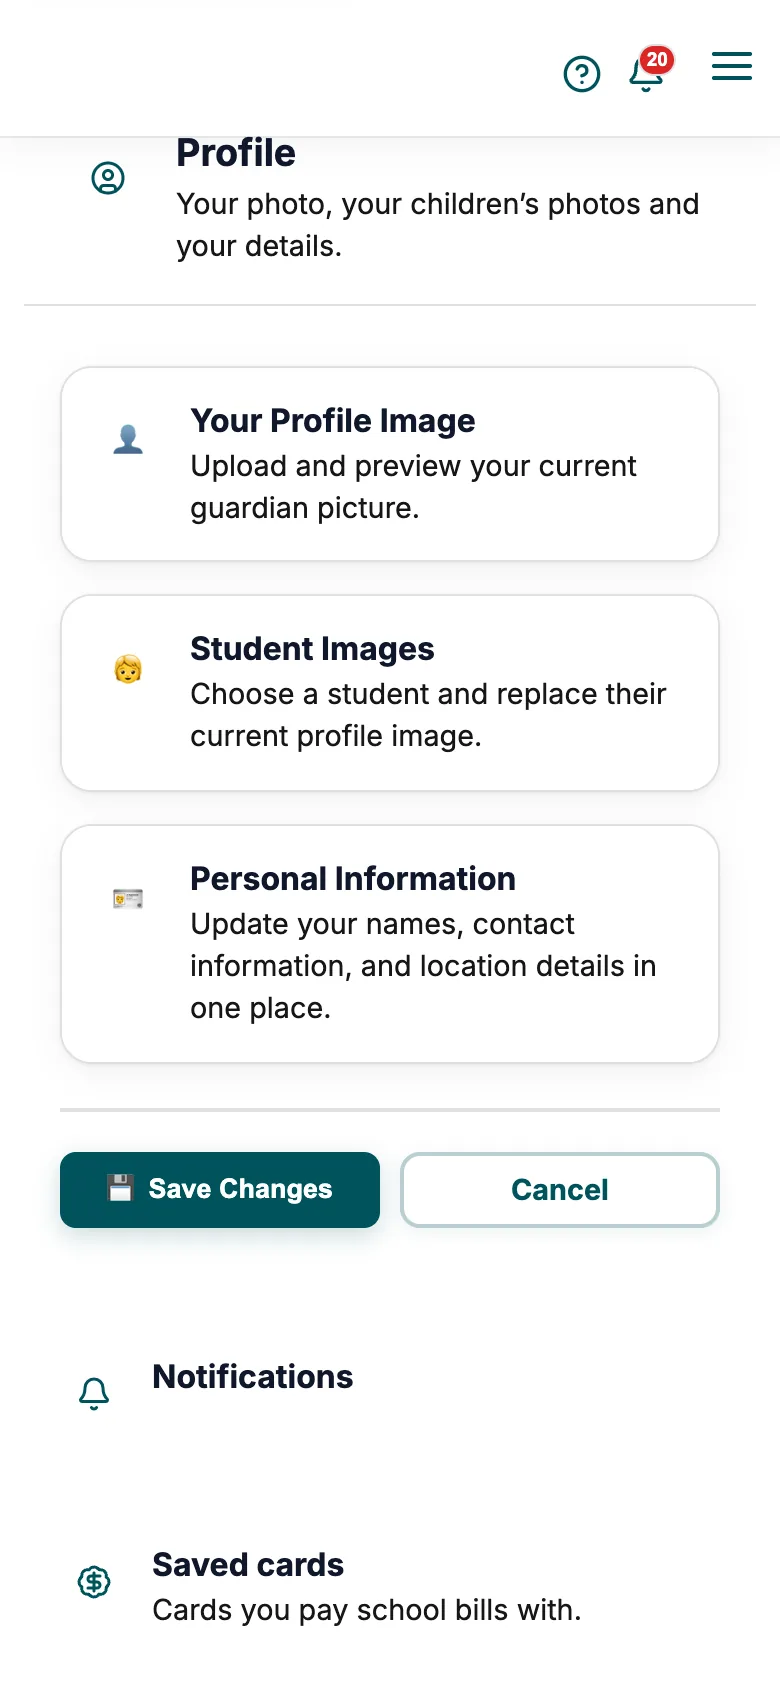 20
Profile
Your photo, your children’s photos and
your details.
Your Profile Image
Upload and preview your current
guardian picture.
Student Images
Choose a student and replace their
current profile image.
Personal Information
Update your names, contact
information, and location details in
one place.
Save Changes
Cancel
Notifications
Saved cards
Cards you pay school bills with.